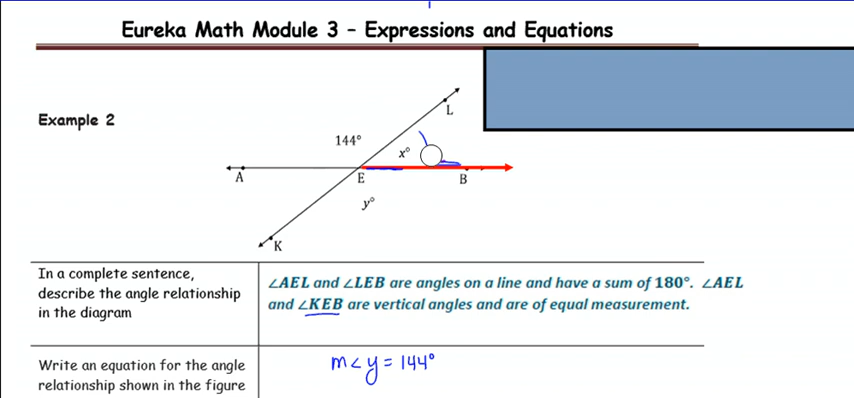 Eureka Math Module 3 – Expressions and Equations
Example 2
L
144°
x°
A
E
B
y°
K
In a complete sentence,
describe the angle relationship
in the diagram
∠AEL and ∠LEB are angles on a line and have a sum of 180°. ∠AEL
and ∠KEB are vertical angles and are of equal measurement.
Write an equation for the angle
relationship shown in the figure
m∠y = 144°